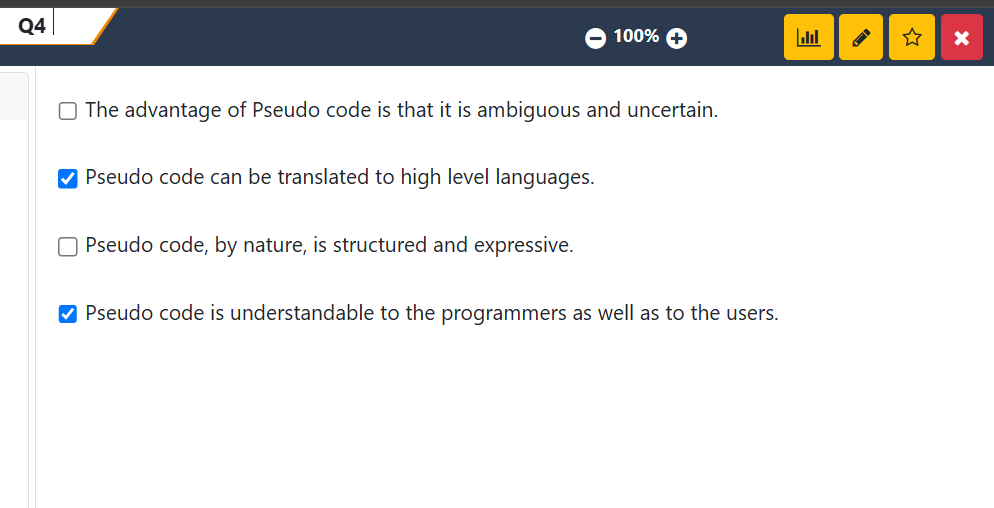 Q4
100%
The advantage of Pseudo code is that it is ambiguous and uncertain.
Pseudo code can be translated to high level languages.
Pseudo code, by nature, is structured and expressive.
Pseudo code is understandable to the programmers as well as to the users.